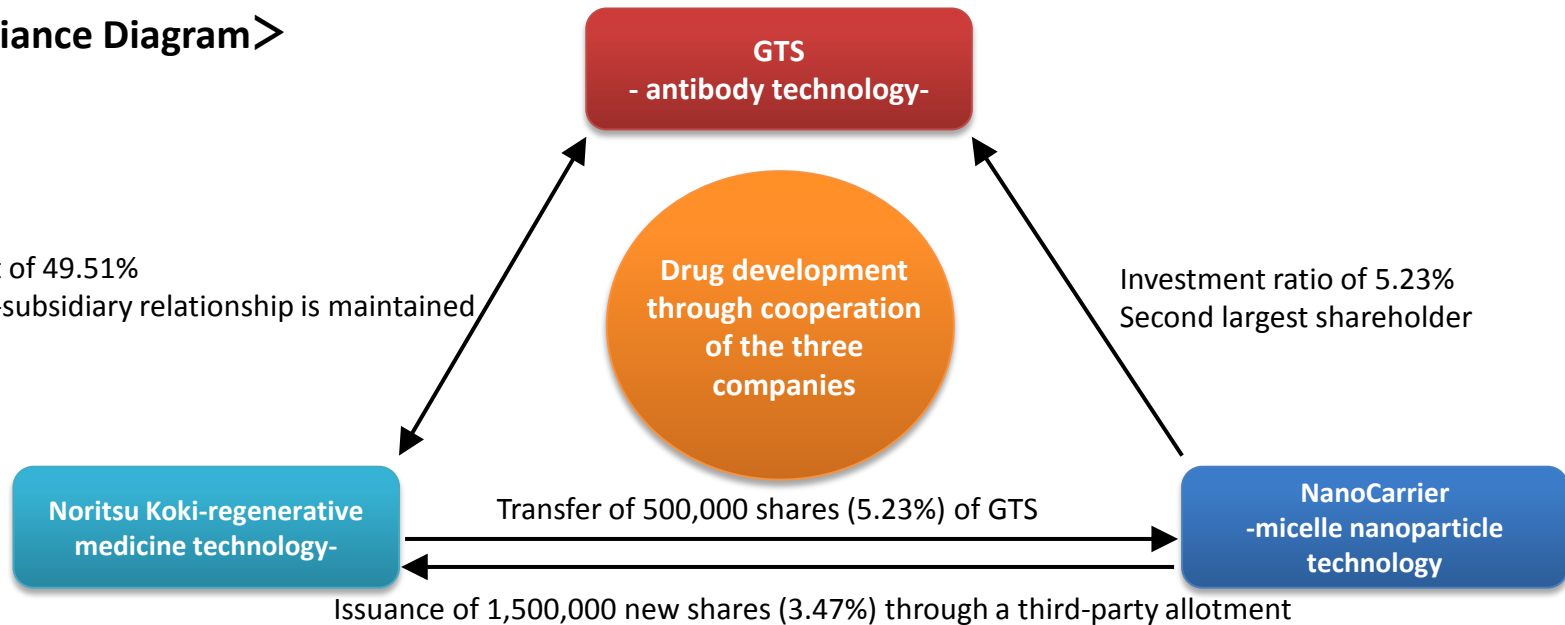 iance Diagram＞
GTS
- antibody technology-
of 49.51%
-subsidiary relationship is maintained
Drug development
through cooperation
of the three
companies
Investment ratio of 5.23%
Second largest shareholder
Noritsu Koki-regenerative
medicine technology-
Transfer of 500,000 shares (5.23%) of GTS
NanoCarrier
-micelle nanoparticle
technology
Issuance of 1,500,000 new shares (3.47%) through a third-party allotment